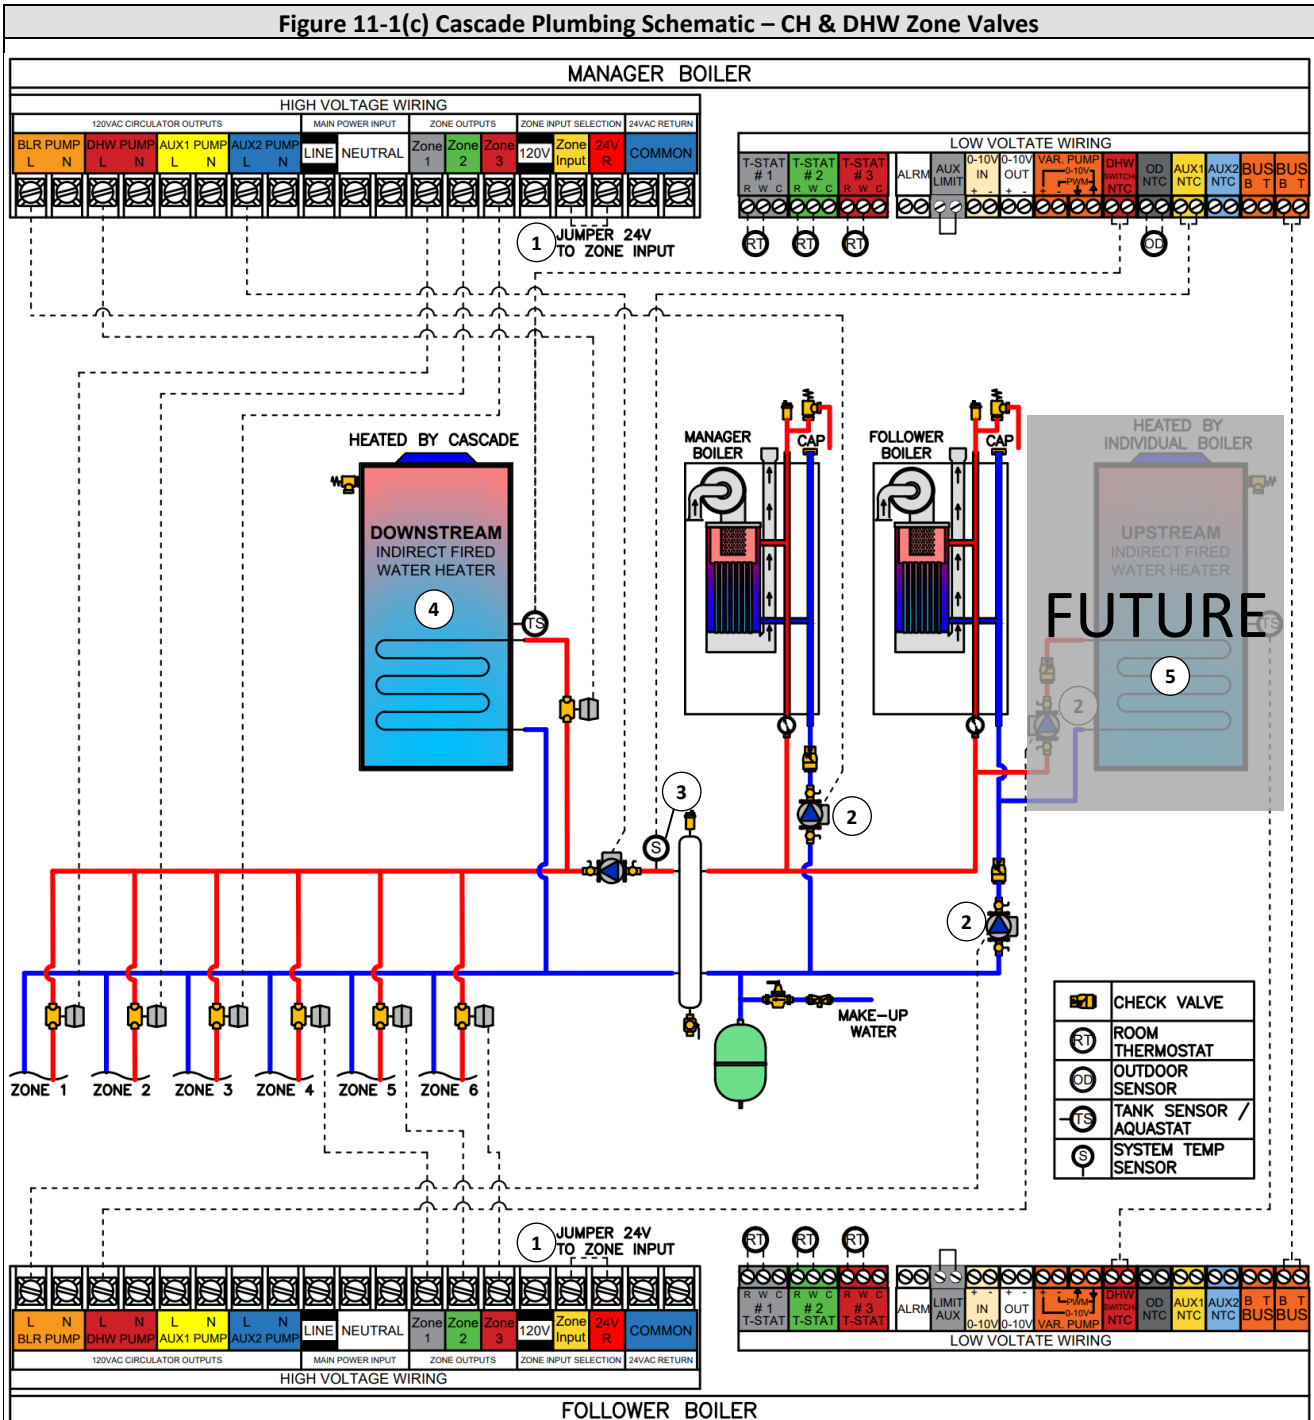 Figure 11-1(c) Cascade Plumbing Schematic – CH & DHW Zone Valves
MANAGER BOILER
HIGH VOLTAGE WIRING
120VAC CIRCULATOR OUTPUTS MAIN POWER INPUT ZONE OUTPUTS ZONE INPUT SELECTION 24VAC RETURN
BLR PUMP DHW PUMP AUX1 PUMP AUX2 PUMP LINE NEUTRAL Zone 1 Zone 2 Zone 3 120V Zone Input 24V R COMMON
L N L N L N L N
LOW VOLTATE WIRING
T-STAT # 1 T-STAT # 2 T-STAT # 3 ALRM AUX LIMIT 0-10V IN 0-10V OUT VAR. PUMP DHW SWITCH/ NTC OD NTC AUX1 NTC AUX2 NTC BUS BUS
0-10V
PWM
R W C R W C R W C + - + - + - B T B T
RT RT RT OD
1 JUMPER 24V
TO ZONE INPUT
HEATED BY CASCADE
MANAGER
BOILER
CAP
FOLLOWER
BOILER
CAP
HEATED BY
INDIVIDUAL BOILER
DOWNSTREAM
INDIRECT FIRED
WATER HEATER
4
TS
UPSTREAM
INDIRECT FIRED
WATER HEATER
FUTURE
TS
5
2
3
S
2
2
MAKE-UP
WATER
ZONE 1 ZONE 2 ZONE 3 ZONE 4 ZONE 5 ZONE 6
CHECK VALVE
RT ROOM
THERMOSTAT
OD OUTDOOR
SENSOR
TS TANK SENSOR /
AQUASTAT
S SYSTEM TEMP
SENSOR
1 JUMPER 24V
TO ZONE INPUT
RT RT RT
L N L N L N L N
BLR PUMP DHW PUMP AUX1 PUMP AUX2 PUMP LINE NEUTRAL Zone 1 Zone 2 Zone 3 120V Zone Input 24V R COMMON
120VAC CIRCULATOR OUTPUTS MAIN POWER INPUT ZONE OUTPUTS ZONE INPUT SELECTION 24VAC RETURN
HIGH VOLTAGE WIRING
R W C R W C R W C + - + - + - B T B T
# 1 T-STAT # 2 T-STAT # 3 T-STAT ALRM LIMIT AUX IN 0-10V OUT 0-10V PWM 0-10V VAR. PUMP DHW SWITCH/ NTC OD NTC AUX1 NTC AUX2 NTC BUS BUS
LOW VOLTATE WIRING
FOLLOWER BOILER